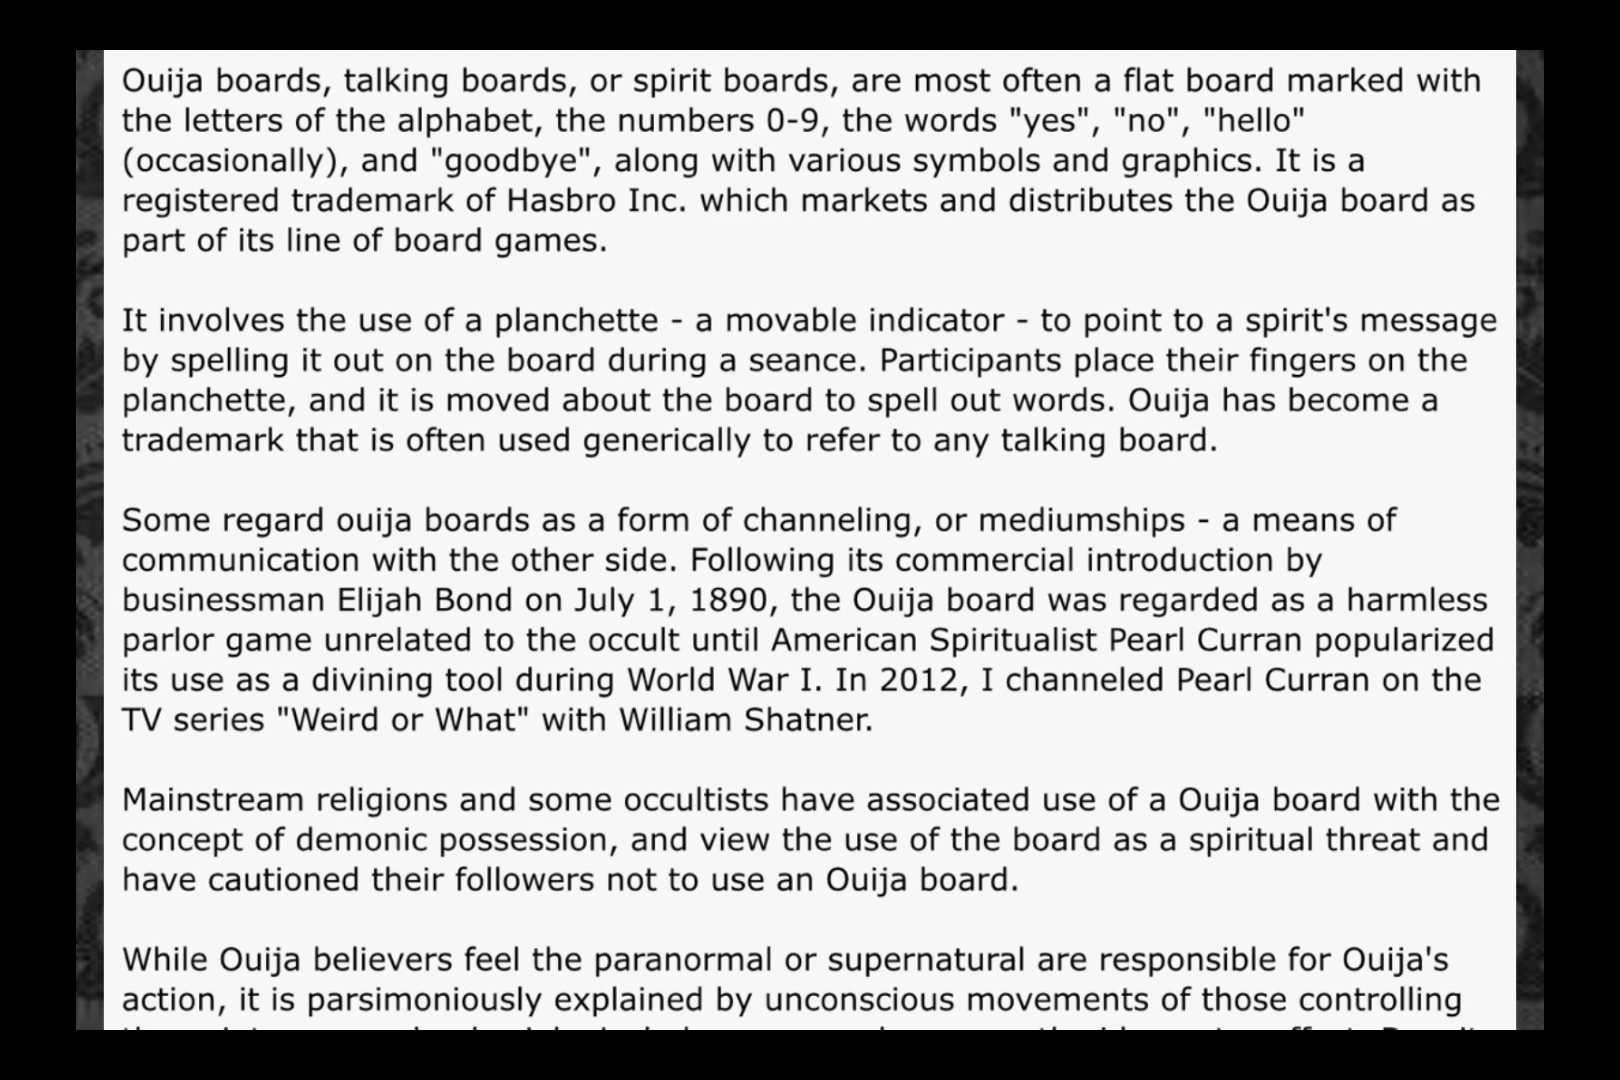 Ouija boards, talking boards, or spirit boards, are most often a flat board marked with
the letters of the alphabet, the numbers 0-9, the words "yes", "no", "hello"
(occasionally), and "goodbye", along with various symbols and graphics. It is a
registered trademark of Hasbro Inc. which markets and distributes the Ouija board as
part of its line of board games.
It involves the use of a planchette - a movable indicator - to point to a spirit's message
by spelling it out on the board during a seance. Participants place their fingers on the
planchette, and it is moved about the board to spell out words. Ouija has become a
trademark that is often used generically to refer to any talking board.
Some regard ouija boards as a form of channeling, or mediumships - a means of
communication with the other side. Following its commercial introduction by
businessman Elijah Bond on July 1, 1890, the Ouija board was regarded as a harmless
parlor game unrelated to the occult until American Spiritualist Pearl Curran popularized
its use as a divining tool during World War I. In 2012, I channeled Pearl Curran on the
TV series "Weird or What" with William Shatner.
Mainstream religions and some occultists have associated use of a Ouija board with the
concept of demonic possession, and view the use of the board as a spiritual threat and
have cautioned their followers not to use an Ouija board.
While Ouija believers feel the paranormal or supernatural are responsible for Ouija's
action, it is parsimoniously explained by unconscious movements of those controlling